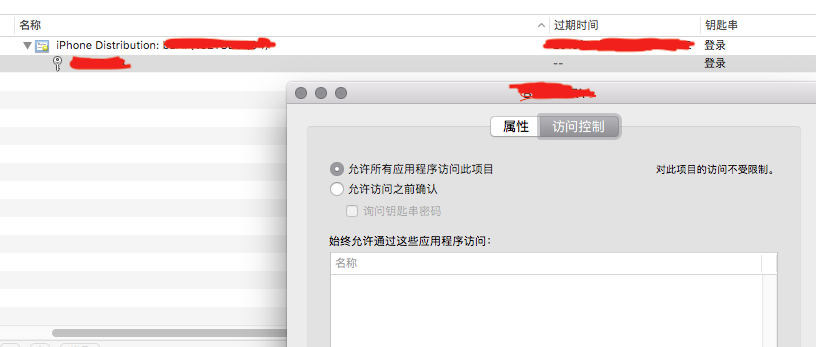 名称 过期时间 钥匙串
iPhone Distribution: 登录
-- 登录
属性 访问控制
允许所有应用程序访问此项目 对此项目的访问不受限制。
允许访问之前确认
询问钥匙串密码
始终允许通过这些应用程序访问：
名称